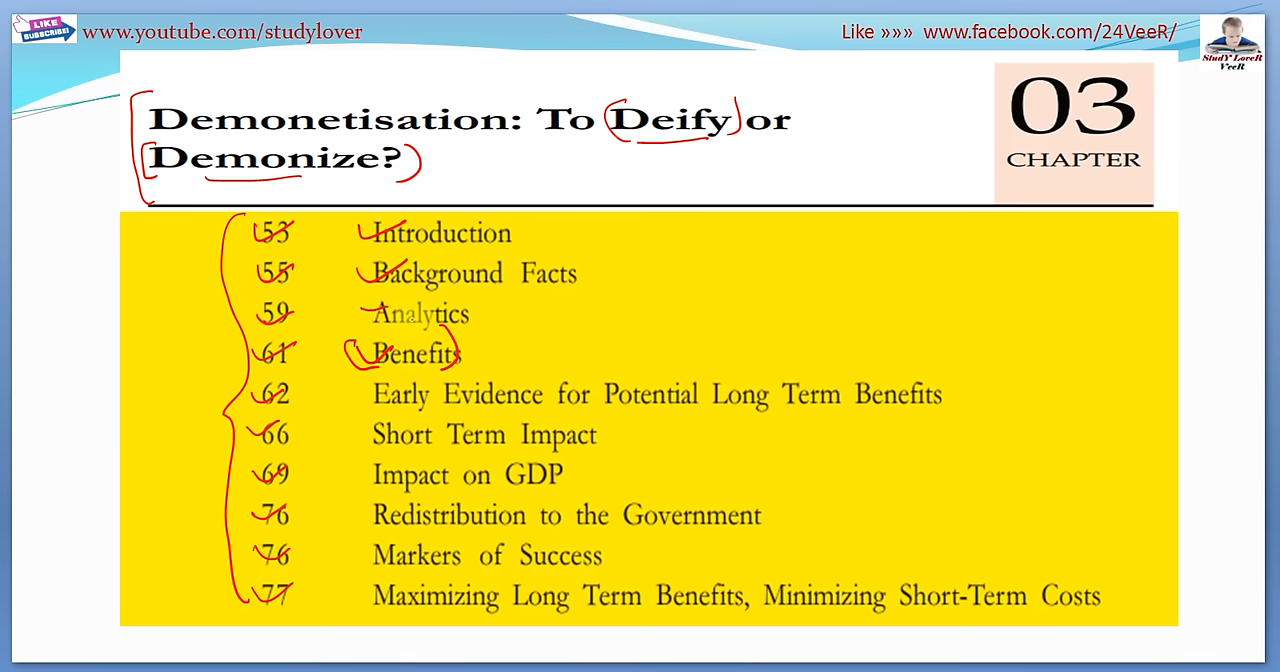 LIKE
SUBSCRIBE!
www.youtube.com/studylover
Like »»» www.facebook.com/24VeeR/
StudY LoveR
VeeR
Demonetisation: To Deify or
Demonize?
03
CHAPTER
53 Introduction
55 Background Facts
59 Analytics
61 Benefits
62 Early Evidence for Potential Long Term Benefits
66 Short Term Impact
69 Impact on GDP
76 Redistribution to the Government
76 Markers of Success
77 Maximizing Long Term Benefits, Minimizing Short-Term Costs